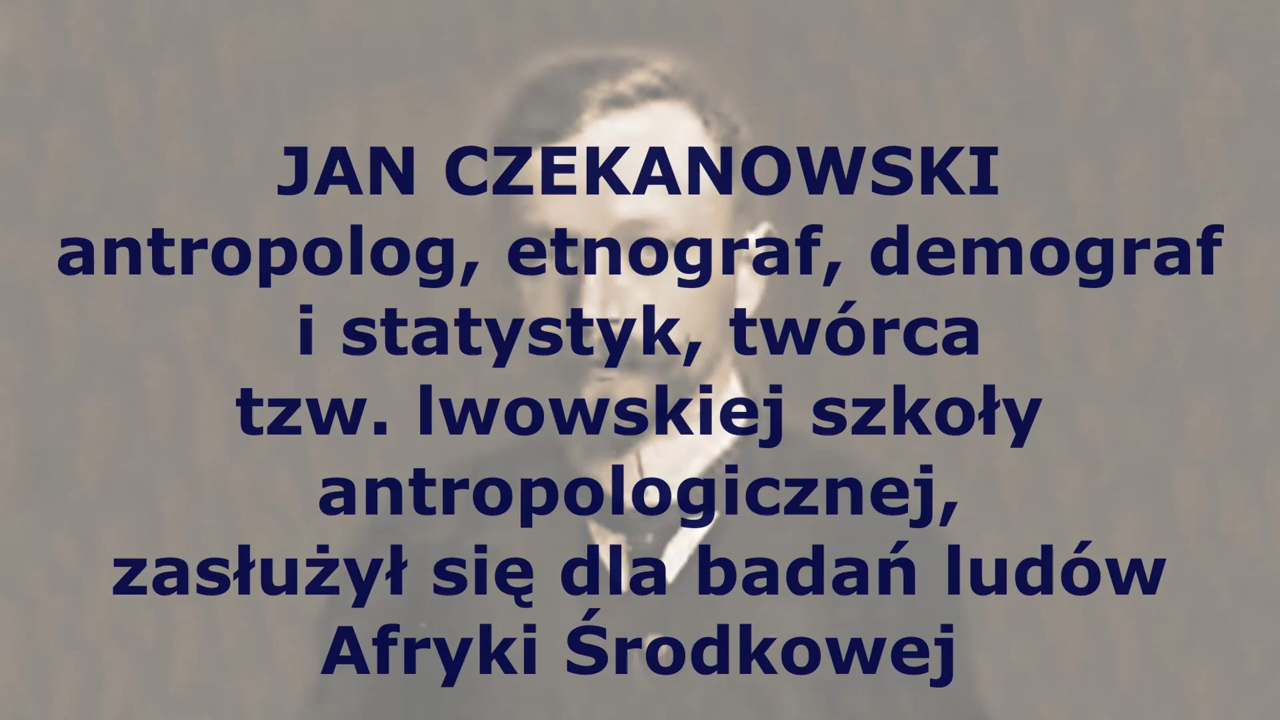 JAN CZEKANOWSKI
antropolog, etnograf, demograf
i statystyk, twórca
tzw. lwowskiej szkoły
antropologicznej,
zasłużył się dla badań ludów
Afryki Środkowej